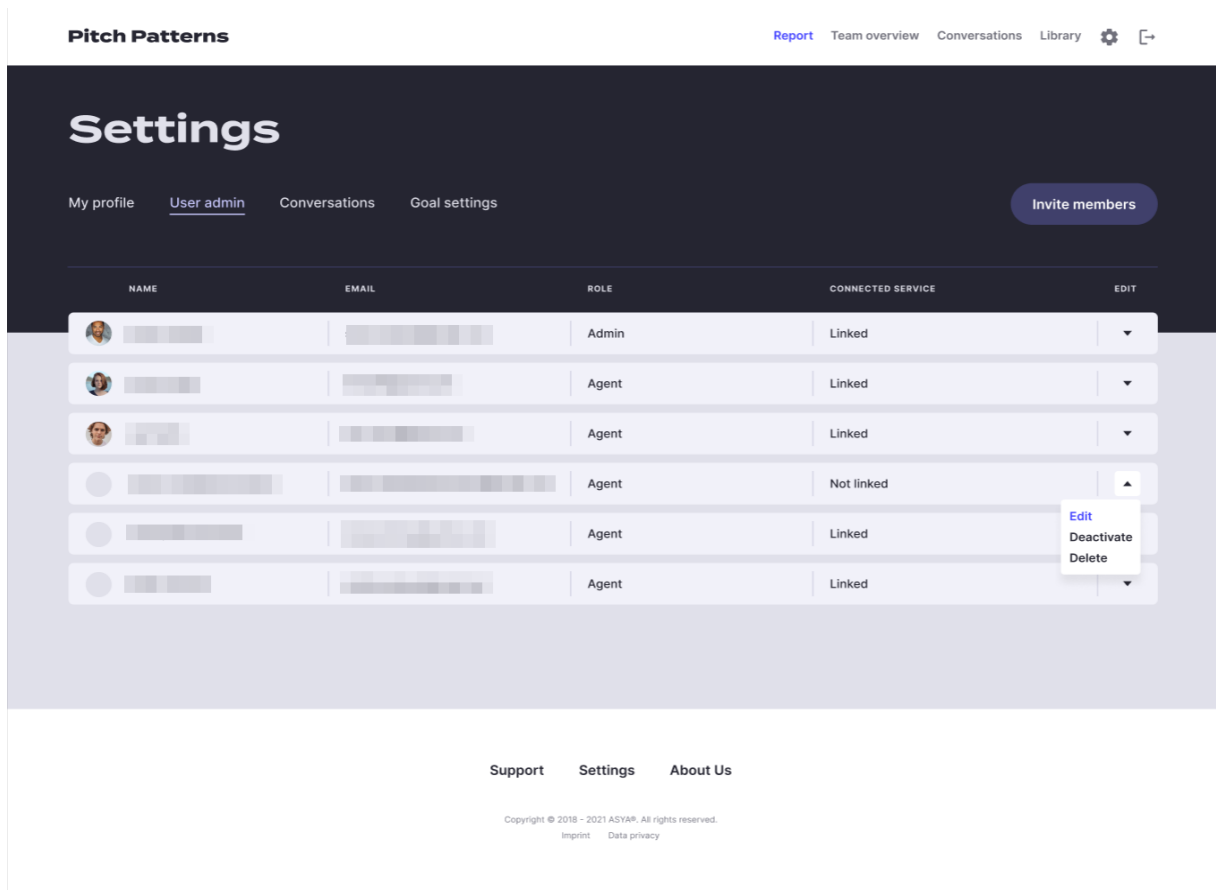 Pitch Patterns
Report Team overview Conversations Library
Settings
My profile User admin Conversations Goal settings
Invite members
NAME EMAIL ROLE CONNECTED SERVICE EDIT
Admin Linked
Agent Linked
Agent Linked
Agent Not linked
Edit
Agent Linked
Deactivate
Delete
Agent Linked
Support Settings About Us
Copyright © 2018 - 2021 ASYA®. All rights reserved.
Imprint Data privacy